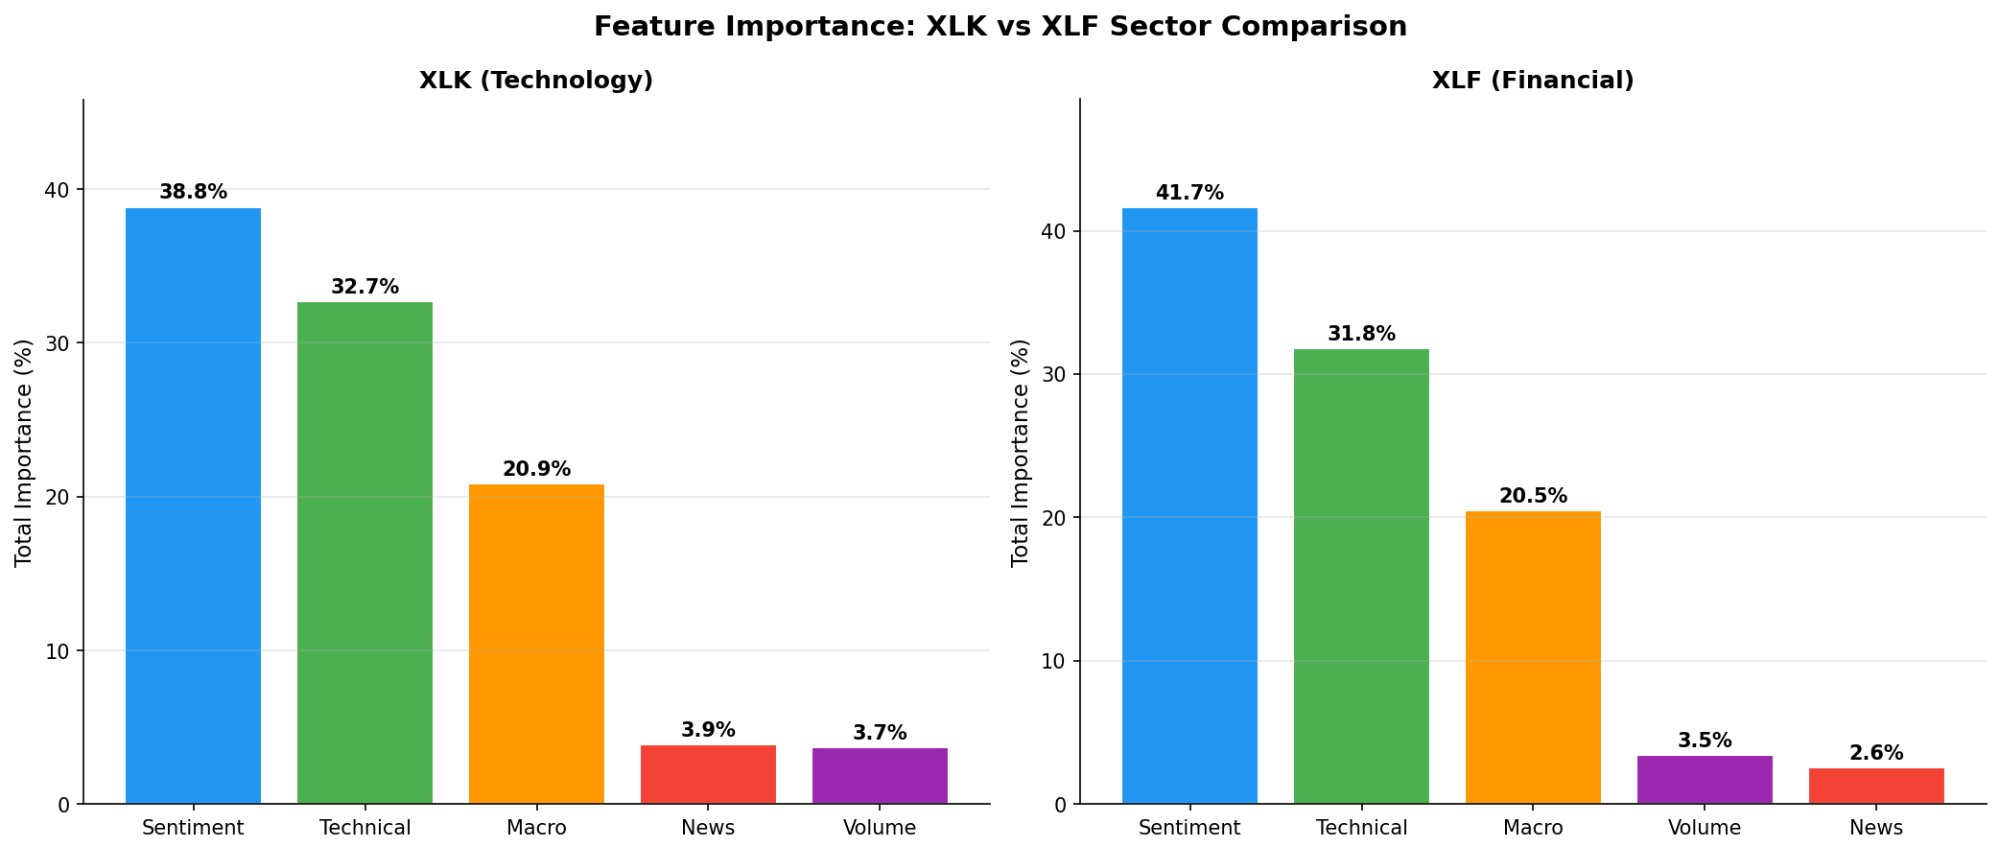 Feature Importance: XLK vs XLF Sector Comparison
XLK (Technology)
Total Importance (%)
40
30
20
10
0
38.8%
32.7%
20.9%
3.9%
3.7%
Sentiment
Technical
Macro
News
Volume
XLF (Financial)
Total Importance (%)
40
30
20
10
0
41.7%
31.8%
20.5%
3.5%
2.6%
Sentiment
Technical
Macro
Volume
News